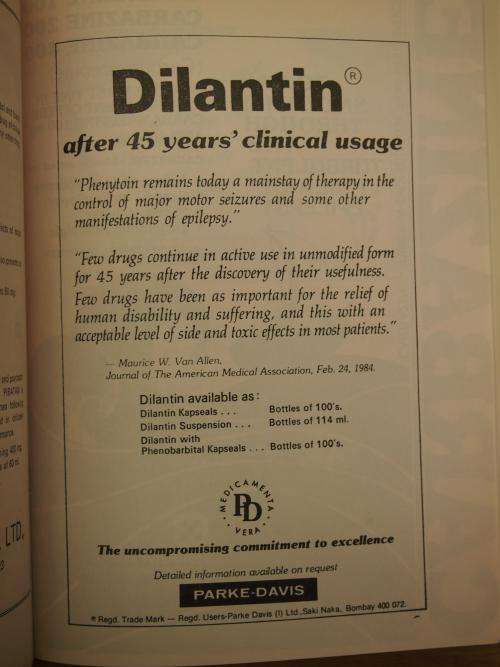 Dilantin®
after 45 years' clinical usage
"Phenytoin remains today a mainstay of therapy in the
control of major motor seizures and some other
manifestations of epilepsy."
"Few drugs continue in active use in unmodified form
for 45 years after the discovery of their usefulness.
Few drugs have been as important for the relief of
human disability and suffering, and this with an
acceptable level of side and toxic effects in most patients."
— Maurice W. Van Allen,
Journal of The American Medical Association, Feb. 24, 1984.
Dilantin available as:
Dilantin Kapseals . . . Bottles of 100's.
Dilantin Suspension . . . Bottles of 114 ml.
Dilantin with
Phenobarbital Kapseals . . . Bottles of 100's.
MEDICAMENTA
PD
VERA
The uncompromising commitment to excellence
Detailed information available on request
PARKE-DAVIS
® Regd. Trade Mark — Regd. Users-Parke Davis (I) Ltd., Saki Naka, Bombay 400 072.
LTD.